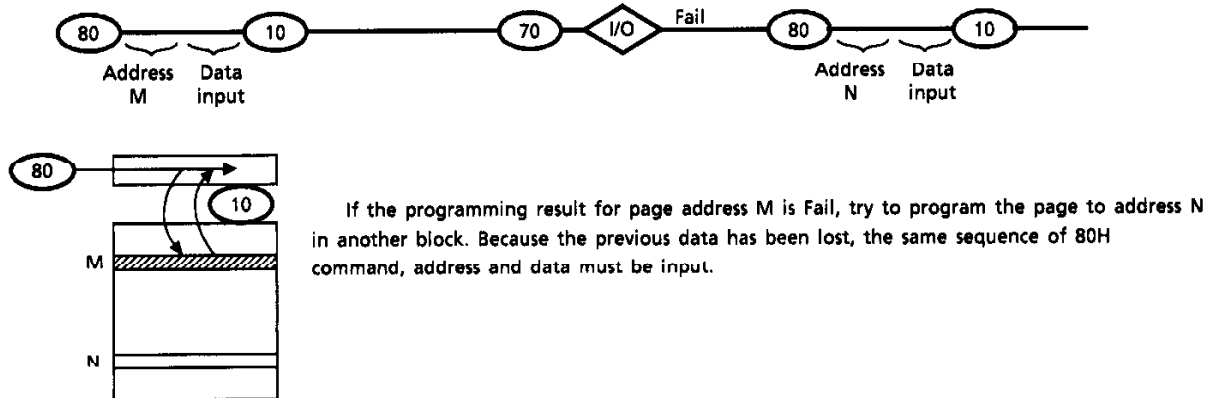 80 10 70 I/O Fail 80 10
Address Data Address Data
M input N input
80
10
If the programming result for page address M is Fail, try to program the page to address N
in another block. Because the previous data has been lost, the same sequence of 80H
command, address and data must be input.
M
N